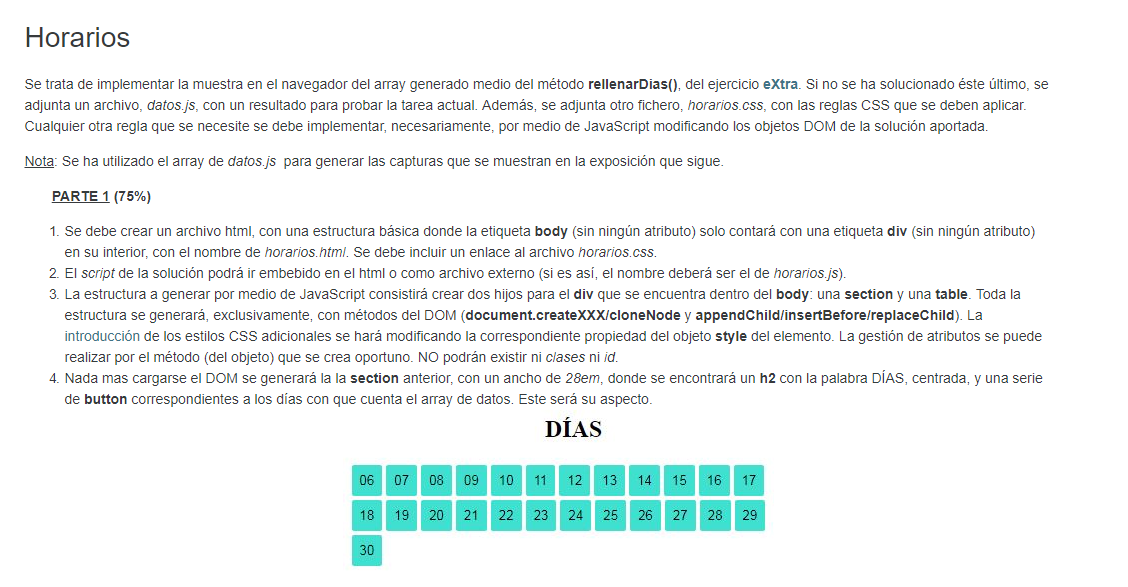 Horarios
Se trata de implementar la muestra en el navegador del array generado medio del método rellenarDias(), del ejercicio eXtra. Si no se ha solucionado éste último, se
adjunta un archivo, datos.js, con un resultado para probar la tarea actual. Además, se adjunta otro fichero, horarios.css, con las reglas CSS que se deben aplicar.
Cualquier otra regla que se necesite se debe implementar, necesariamente, por medio de JavaScript modificando los objetos DOM de la solución aportada.
Nota: Se ha utilizado el array de datos.js para generar las capturas que se muestran en la exposición que sigue.
PARTE 1 (75%)
1. Se debe crear un archivo html, con una estructura básica donde la etiqueta body (sin ningún atributo) solo contará con una etiqueta div (sin ningún atributo)
en su interior, con el nombre de horarios.html. Se debe incluir un enlace al archivo horarios.css.
2. El script de la solución podrá ir embebido en el html o como archivo externo (si es así, el nombre deberá ser el de horarios.js).
3. La estructura a generar por medio de JavaScript consistirá crear dos hijos para el div que se encuentra dentro del body: una section y una table. Toda la
estructura se generará, exclusivamente, con métodos del DOM (document.createXXX/cloneNode y appendChild/insertBefore/replaceChild). La
introducción de los estilos CSS adicionales se hará modificando la correspondiente propiedad del objeto style del elemento. La gestión de atributos se puede
realizar por el método (del objeto) que se crea oportuno. NO podrán existir ni clases ni id.
4. Nada mas cargarse el DOM se generará la la section anterior, con un ancho de 28em, donde se encontrará un h2 con la palabra DÍAS, centrada, y una serie
de button correspondientes a los días con que cuenta el array de datos. Este será su aspecto.
DÍAS
06 07 08 09 10 11 12 13 14 15 16 17
18 19 20 21 22 23 24 25 26 27 28 29
30